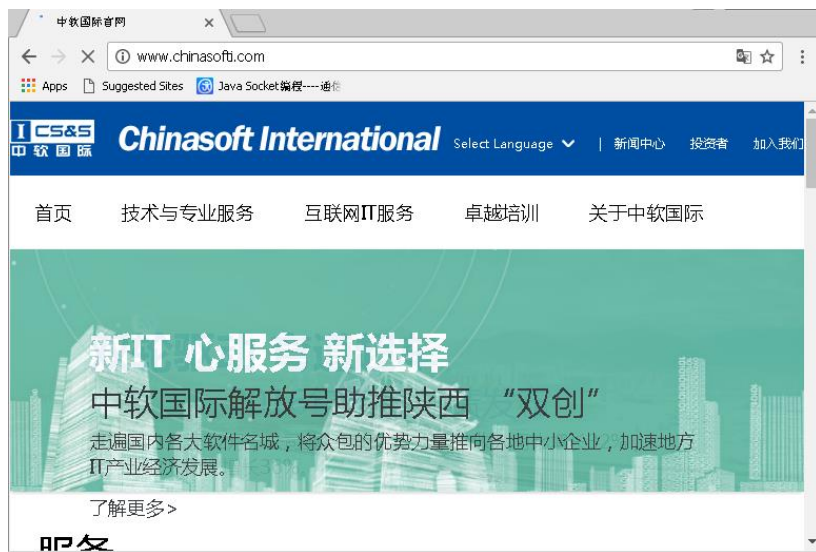 中软国际官网
www.chinasofti.com
Apps Suggested Sites Java Socket编程----通信
I CS&S
中软国际
Chinasoft International
Select Language | 新闻中心 投资者 加入我们
首页 技术与专业服务 互联网IT服务 卓越培训 关于中软国际
新IT 心服务 新选择
中软国际解放号助推陕西 “双创”
走遍国内各大软件名城,将众包的优势力量推向各地中小企业,加速地方
IT产业经济发展。
了解更多>
服务